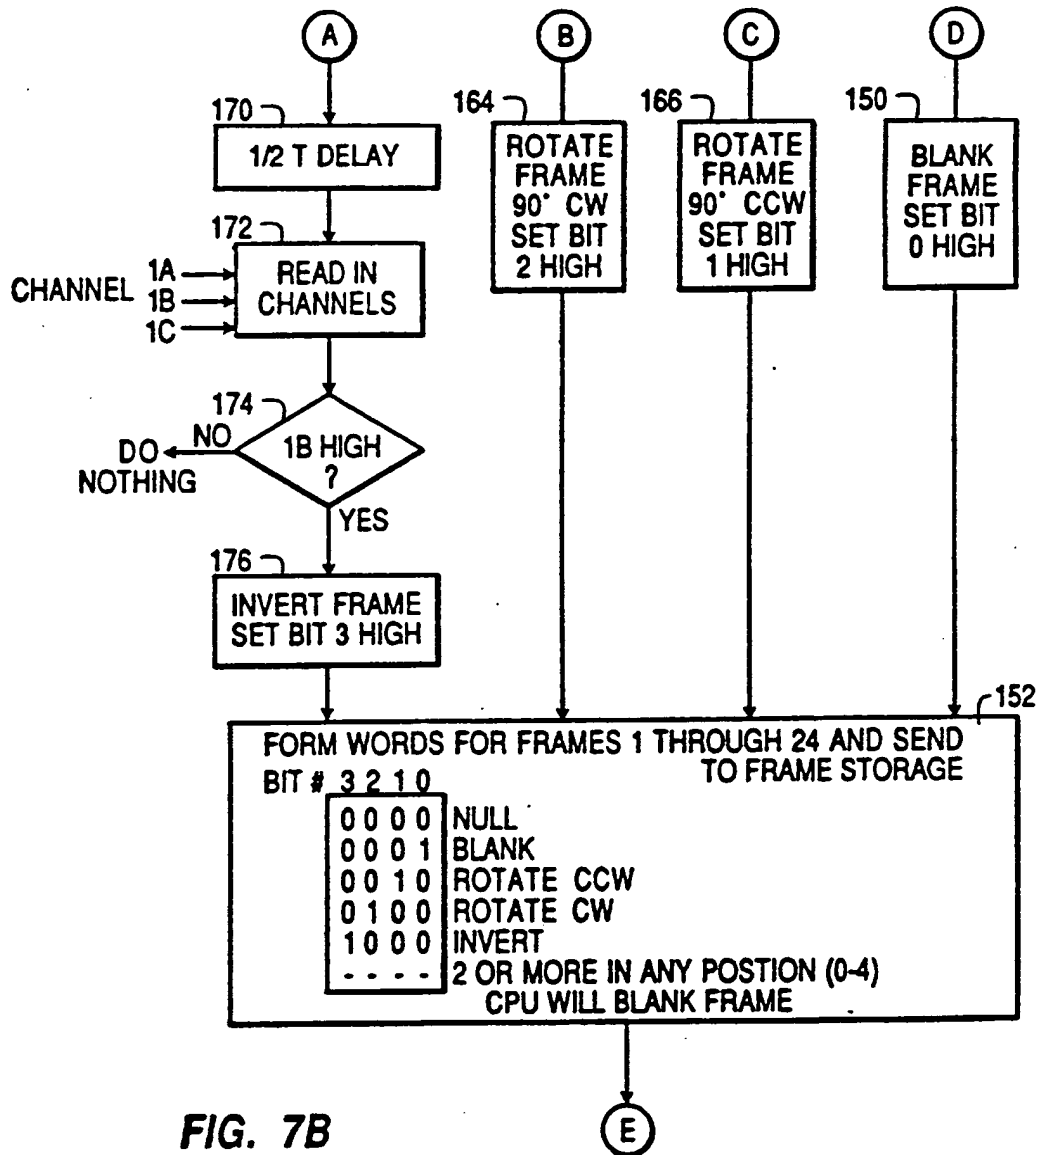 A
B
C
D
170
1/2 T DELAY
172
CHANNEL
1A
1B
1C
READ IN
CHANNELS
174
1B HIGH
?
NO
DO
NOTHING
YES
176
INVERT FRAME
SET BIT 3 HIGH
164
ROTATE
FRAME
90° CW
SET BIT
2 HIGH
166
ROTATE
FRAME
90° CCW
SET BIT
1 HIGH
150
BLANK
FRAME
SET BIT
0 HIGH
152
FORM WORDS FOR FRAMES 1 THROUGH 24 AND SEND
TO FRAME STORAGE
BIT # 3 2 1 0
0 0 0 0 NULL
0 0 0 1 BLANK
0 0 1 0 ROTATE CCW
0 1 0 0 ROTATE CW
1 0 0 0 INVERT
- - - - 2 OR MORE IN ANY POSTION (0-4)
CPU WILL BLANK FRAME
E
FIG. 7B